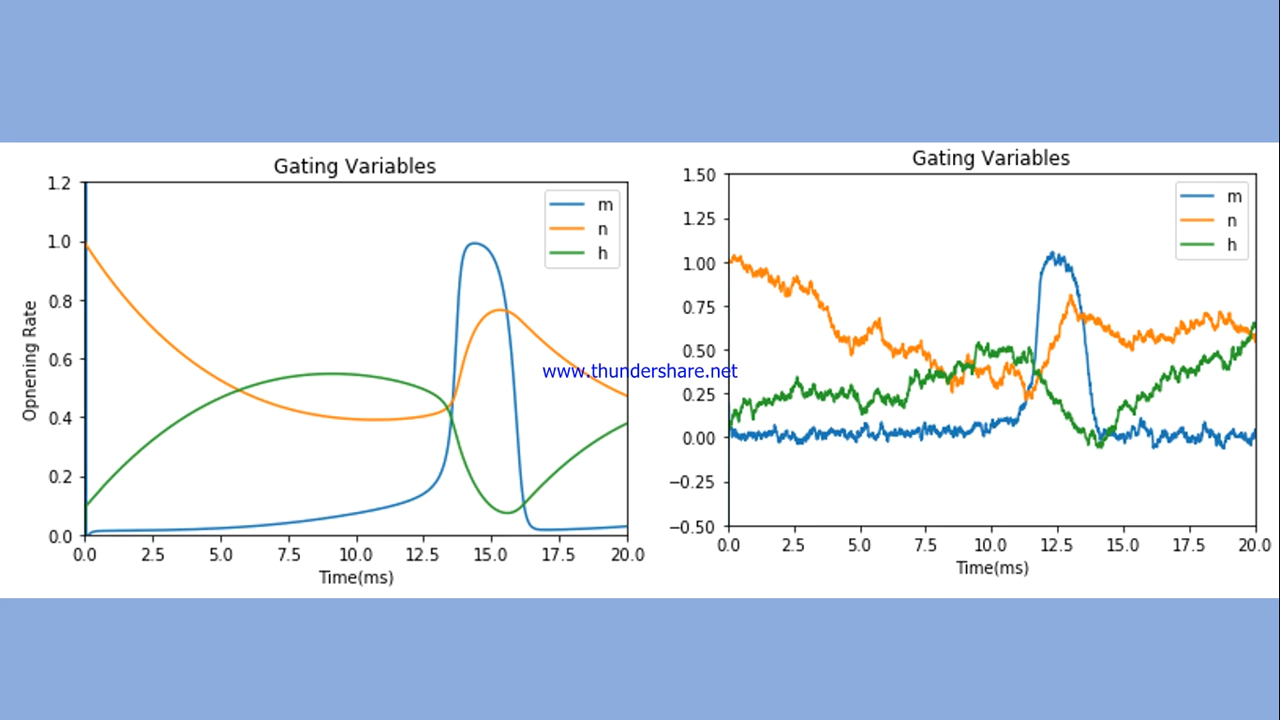 Gating Variables
1.2
1.0
0.8
0.6
0.4
0.2
0.0
Opnening Rate
m
n
h
0.0 2.5 5.0 7.5 10.0 12.5 15.0 17.5 20.0
Time(ms)
www.thundershare.net
Gating Variables
1.50
1.25
1.00
0.75
0.50
0.25
0.00
−0.25
−0.50
m
n
h
0.0 2.5 5.0 7.5 10.0 12.5 15.0 17.5 20.0
Time(ms)